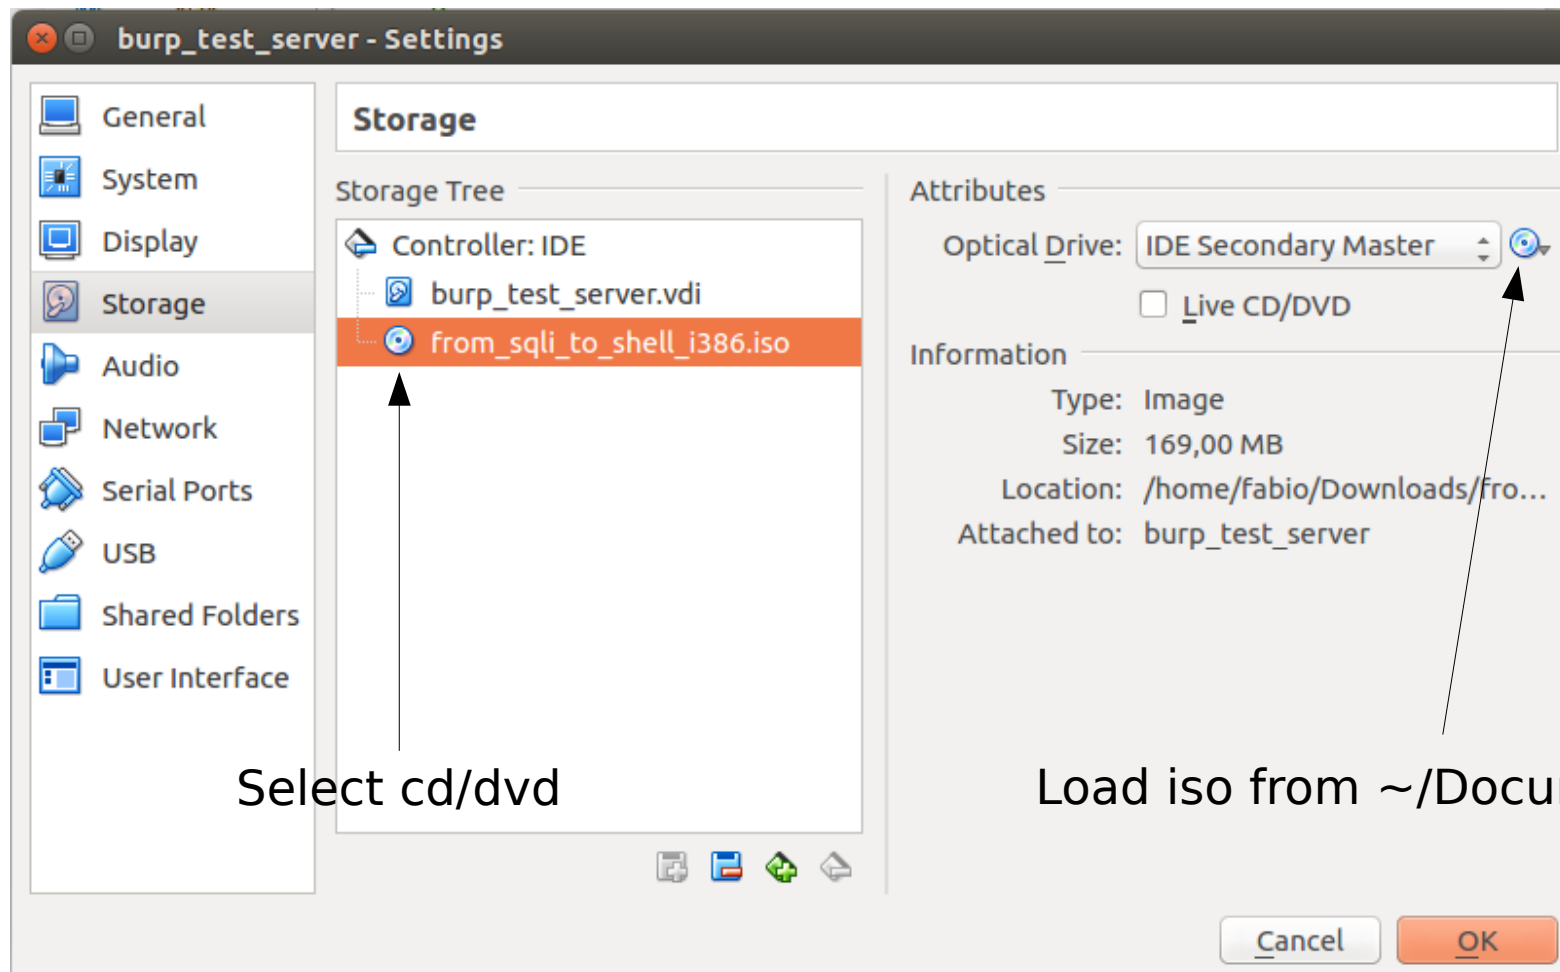 burp_test_server - Settings
General
System
Display
Storage
Audio
Network
Serial Ports
USB
Shared Folders
User Interface
Storage
Storage Tree
Controller: IDE
burp_test_server.vdi
from_sqli_to_shell_i386.iso
Attributes
Optical Drive: IDE Secondary Master
Live CD/DVD
Information
Type: Image
Size: 169,00 MB
Location: /home/fabio/Downloads/fro...
Attached to: burp_test_server
Select cd/dvd
Load iso from
Cancel OK